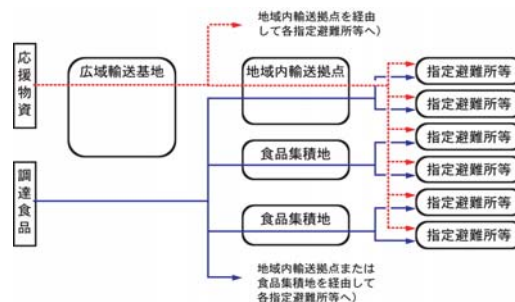 地域内輸送拠点を経由
して各指定避難所等へ)
応援物資
広域輸送基地
地域内輸送拠点
指定避難所等
指定避難所等
指定避難所等
食品集積地
指定避難所等
調達食品
指定避難所等
食品集積地
指定避難所等
地域内輸送拠点または
食品集積地を経由して
各指定避難所等へ)